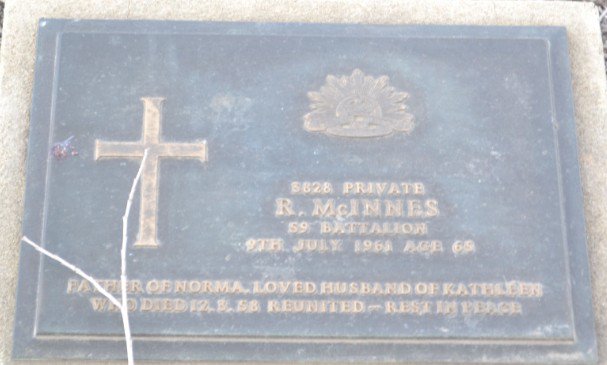 5828 PRIVATE
R. McINNES
59 BATTALION
9TH JULY 1961 AGE 69
FATHER OF NORMA. LOVED HUSBAND OF KATHLEEN
WHO DIED 12. 8. 58 REUNITED – REST IN PEACE